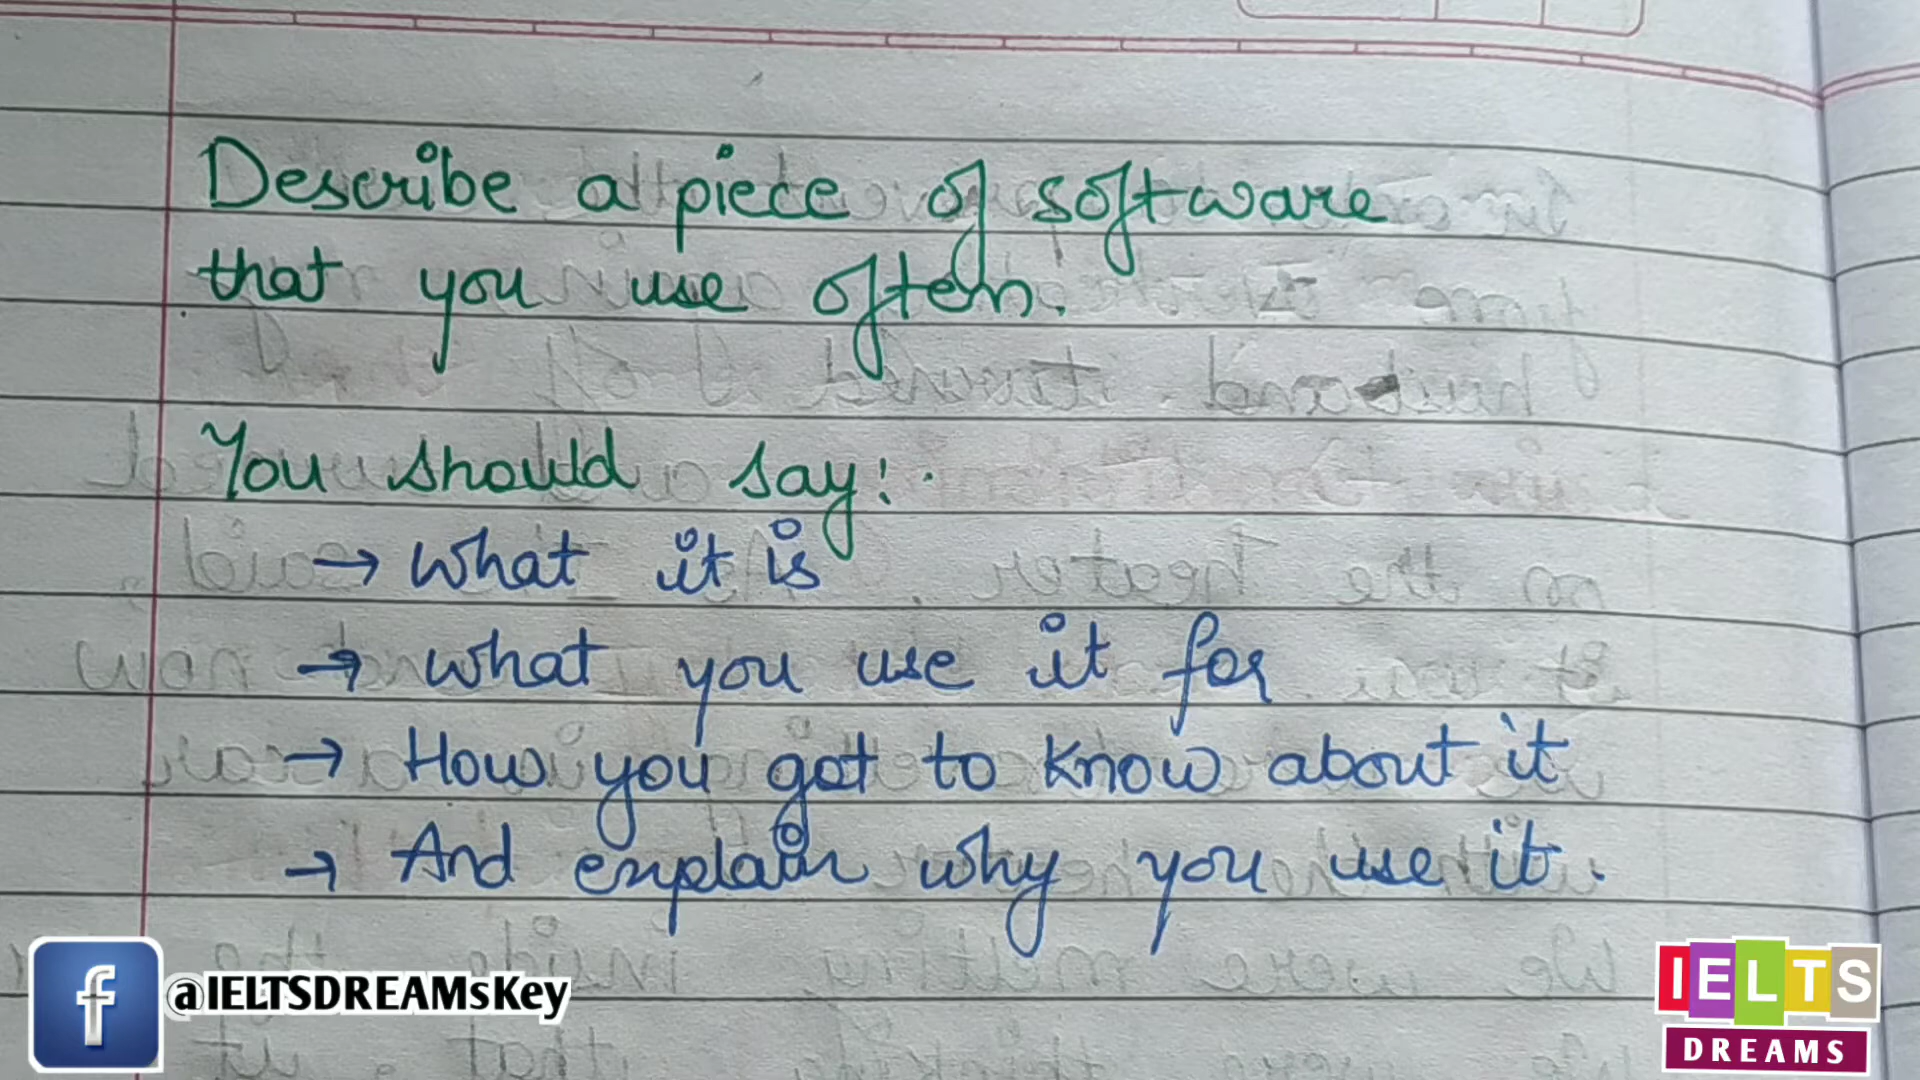 Describe a piece of software
that you use often.
You should say:-
→ What it is
→ what you use it for
→ How you got to know about it
→ And explain why you use it.
@IELTSDREAMsKey
IELTS
DREAMS